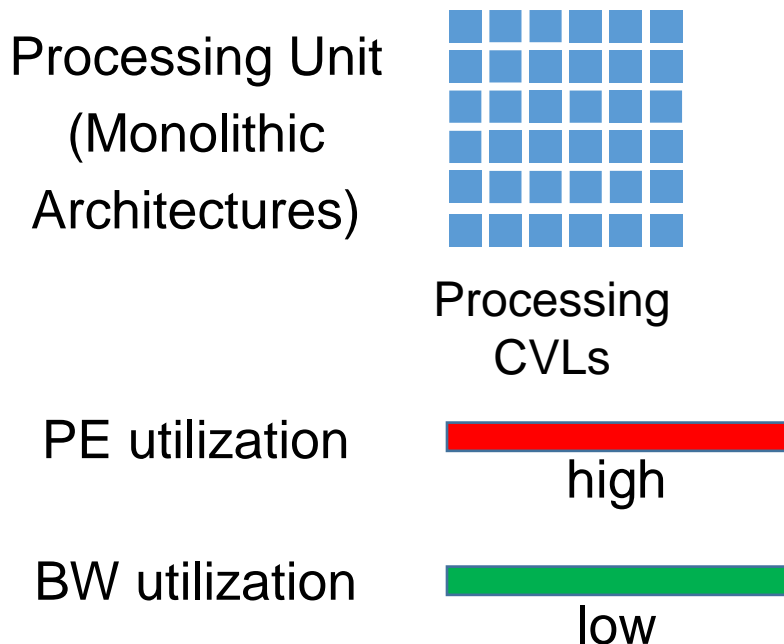 Processing Unit
(Monolithic
Architectures)
Processing
CVLs
PE utilization
high
BW utilization
low